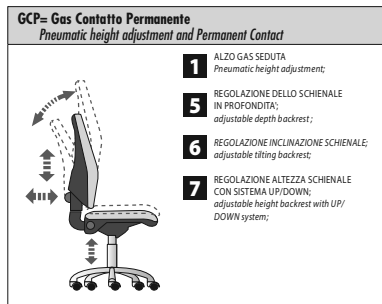 GCP= Gas Contatto Permanente
Pneumatic height adjustment and Permanent Contact
1 ALZO GAS SEDUTA
Pneumatic height adjustment;
5 REGOLAZIONE DELLO SCHIENALE
IN PROFONDITA';
adjustable depth backrest ;
6 REGOLAZIONE INCLINAZIONE SCHIENALE;
adjustable tilting backrest;
7 REGOLAZIONE ALTEZZA SCHIENALE
CON SISTEMA UP/DOWN;
adjustable height backrest with UP/
DOWN system;